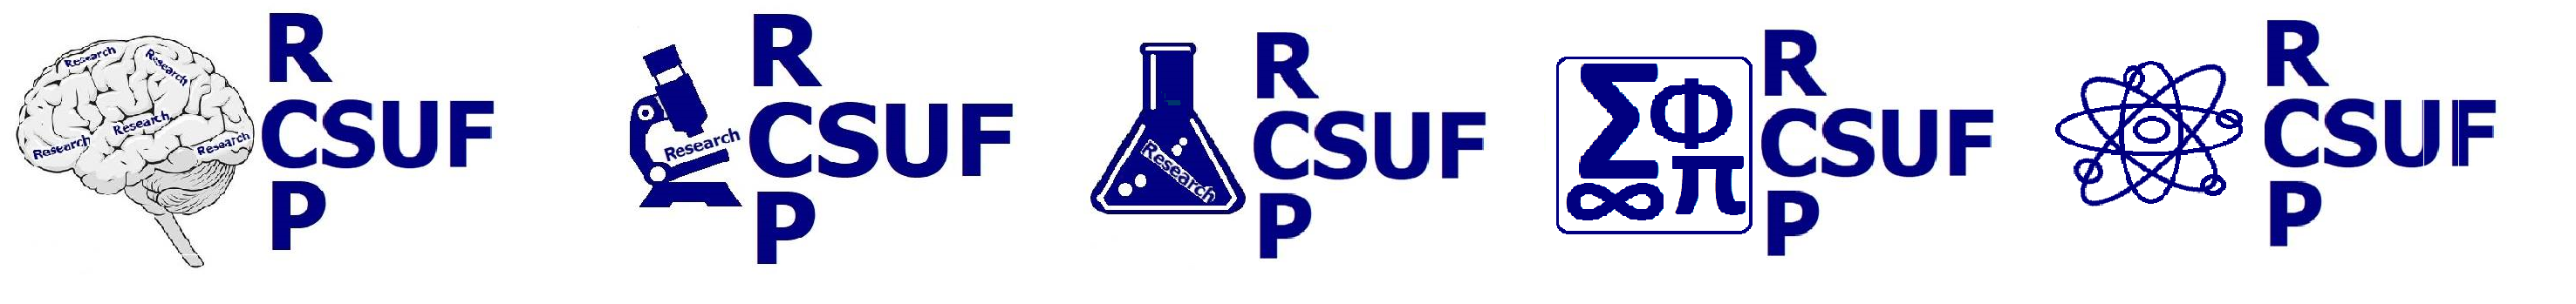 Research
Research
Research
Research
Research
R
CSUF
P
Research
R
CSUF
P
Research
R
CSUF
P
Σ Φ
∞ π
R
CSUF
P
R
CSUF
P